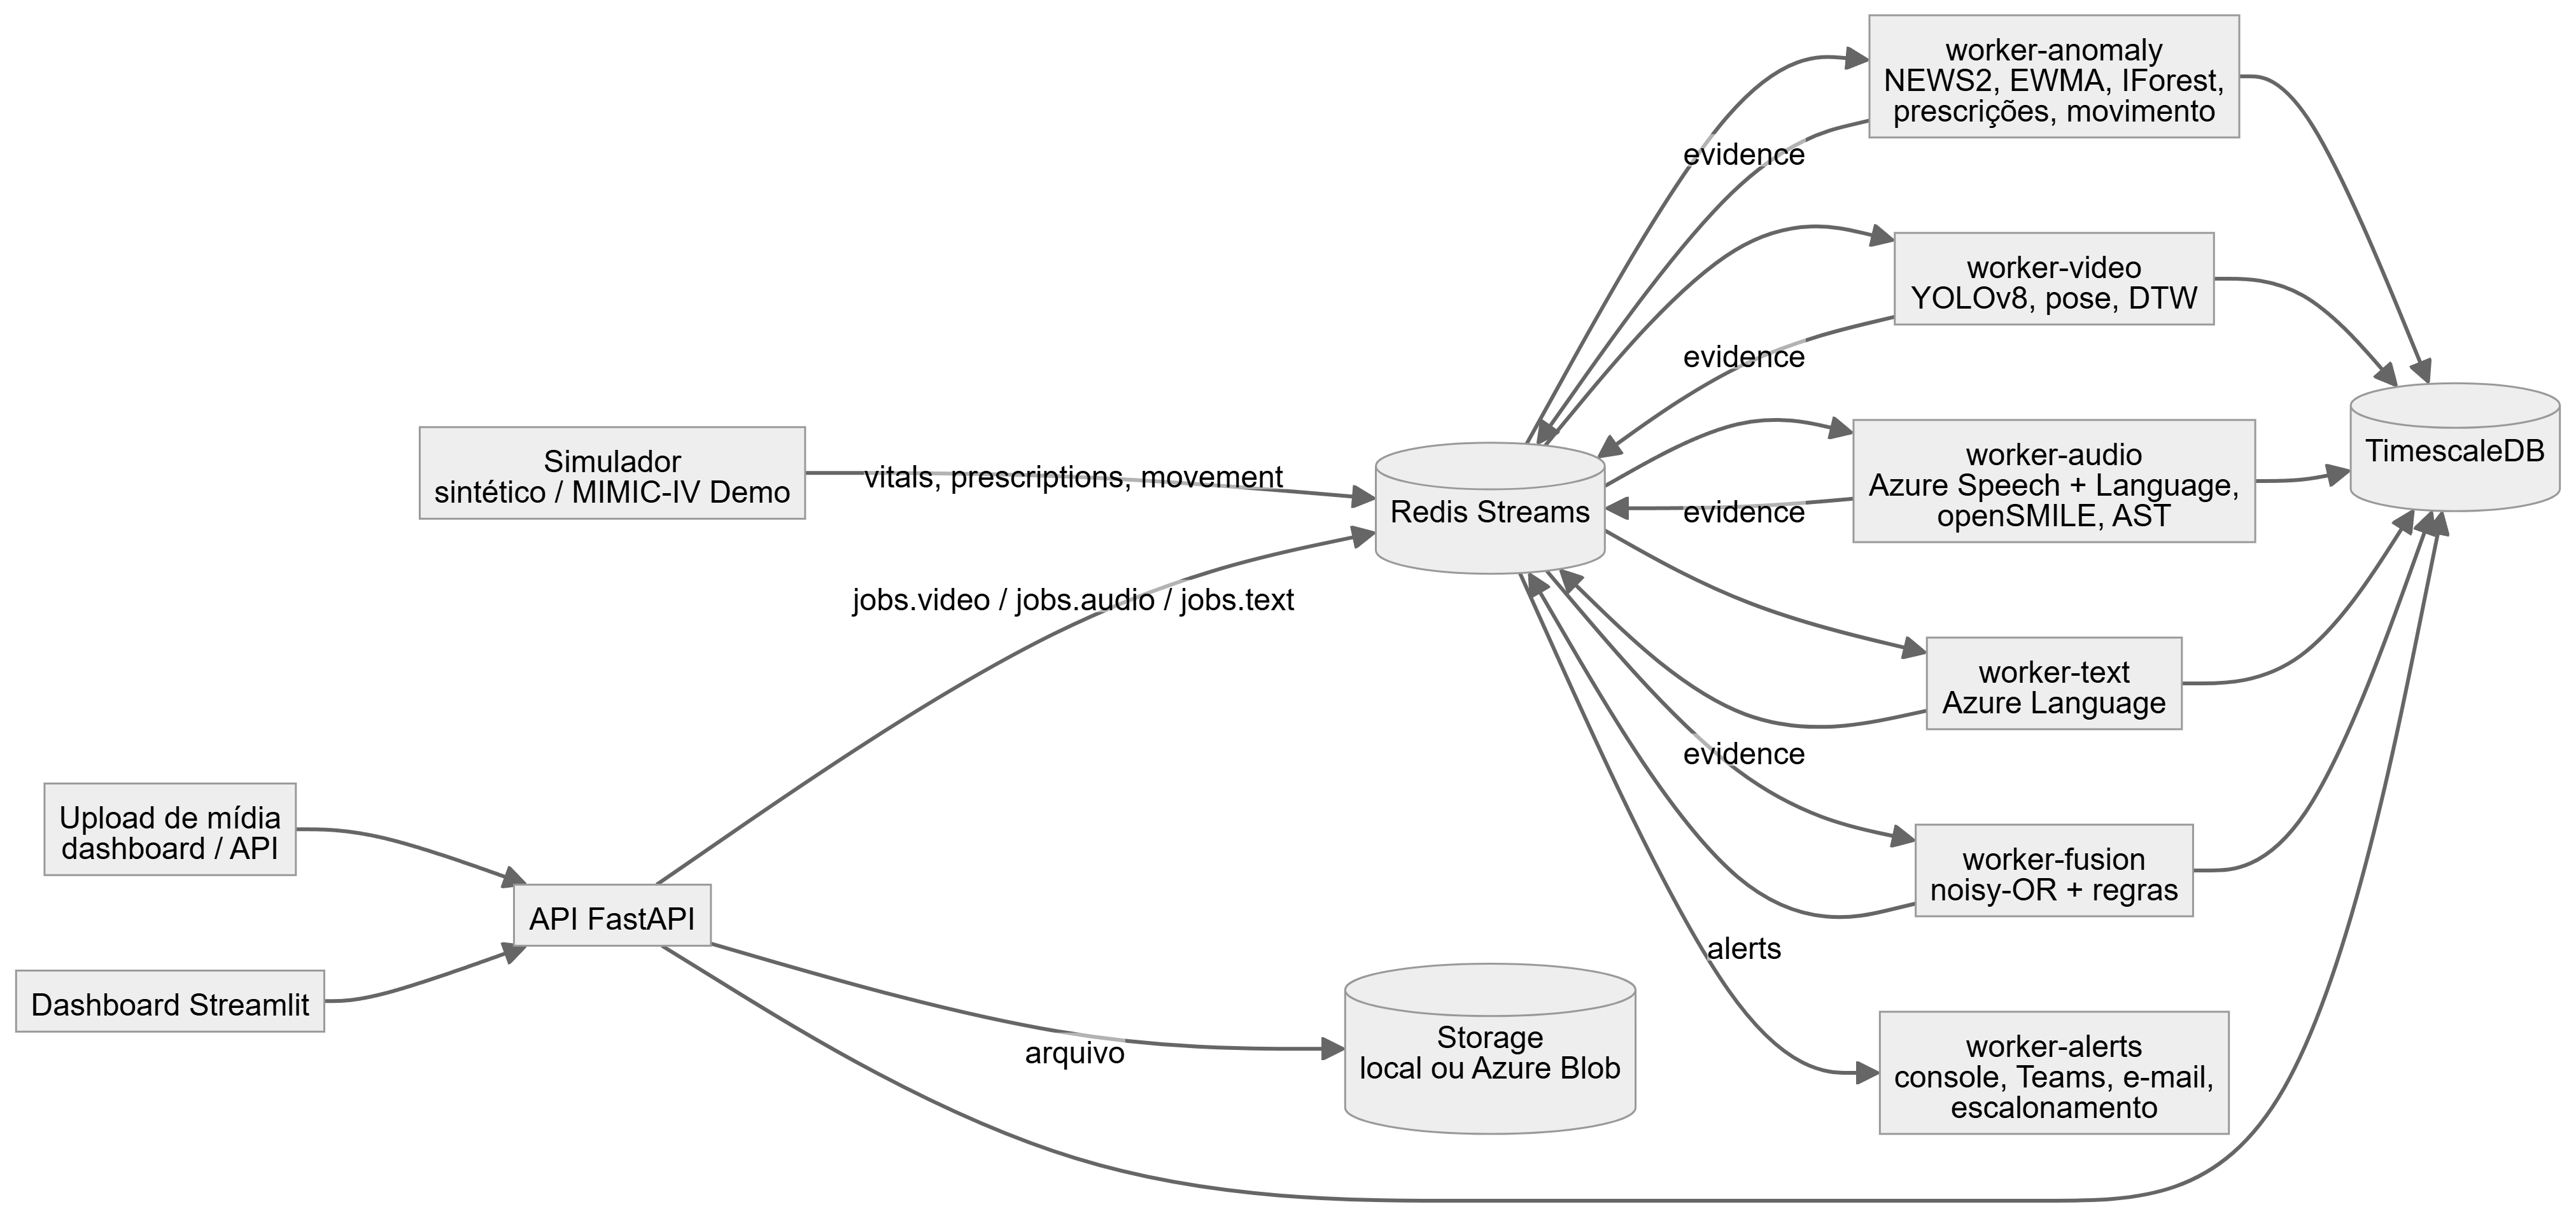 worker-anomaly
NEWS2, EWMA, IForest,
prescrições, movimento
evidence
worker-video
YOLOv8, pose, DTW
evidence
Simulador
sintético / MIMIC-IV Demo
vitals, prescriptions, movement
Redis Streams
worker-audio
Azure Speech + Language,
openSMILE, AST
evidence
TimescaleDB
jobs.video / jobs.audio / jobs.text
worker-text
Azure Language
evidence
Upload de mídia
dashboard / API
API FastAPI
worker-fusion
noisy-OR + regras
alerts
Dashboard Streamlit
arquivo
Storage
local ou Azure Blob
worker-alerts
console, Teams, e-mail,
escalonamento